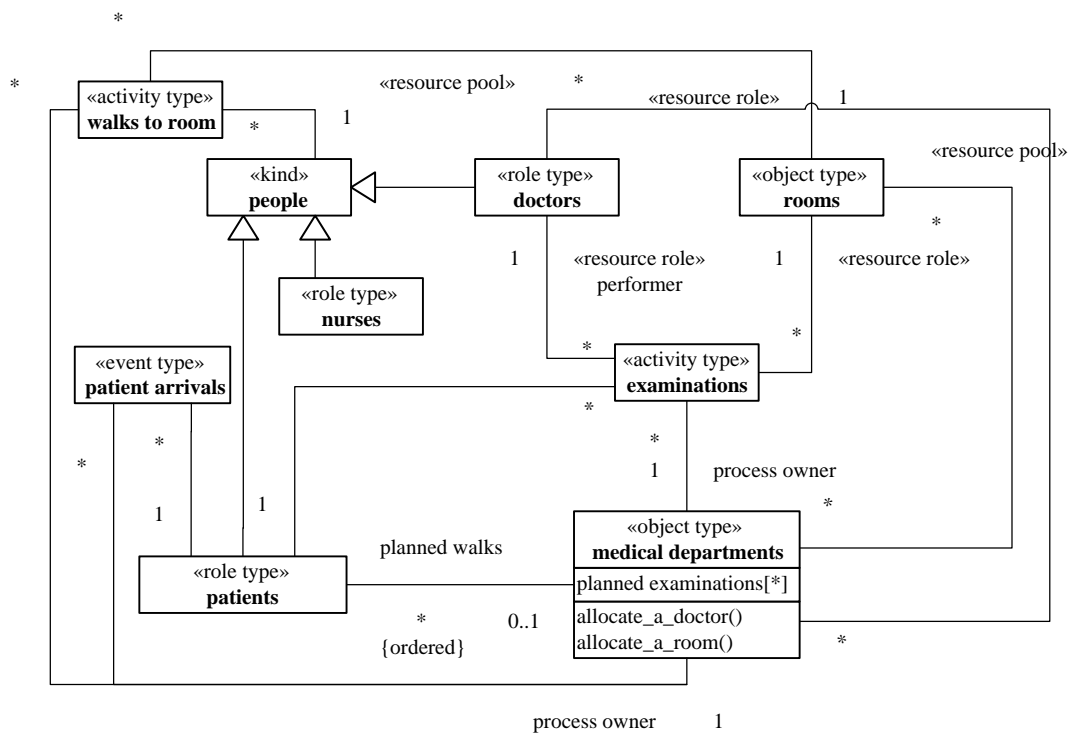 *
*
«resource pool»
*
«activity type»
walks to room
«resource role»
1
*
1
«resource pool»
«kind»
people
«role type»
doctors
«object type»
rooms
*
1
«resource role»
performer
1
«resource role»
«role type»
nurses
*
*
«event type»
patient arrivals
«activity type»
examinations
*
*
*
*
1
process owner
1
1
*
«object type»
medical departments
planned walks
«role type»
patients
planned examinations[*]
*
{ordered}
0..1
allocate_a_doctor()
allocate_a_room()
*
process owner
1